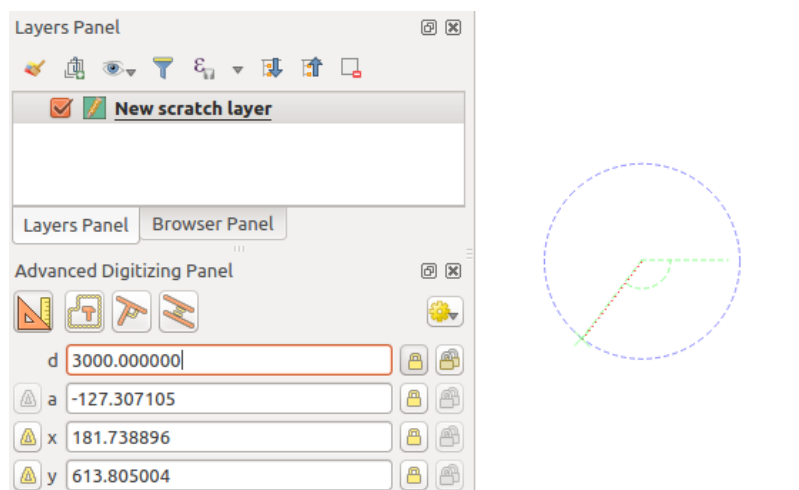 Layers Panel
New scratch layer
Layers Panel Browser Panel
Advanced Digitizing Panel
d 3000.000000
a -127.307105
x 181.738896
y 613.805004